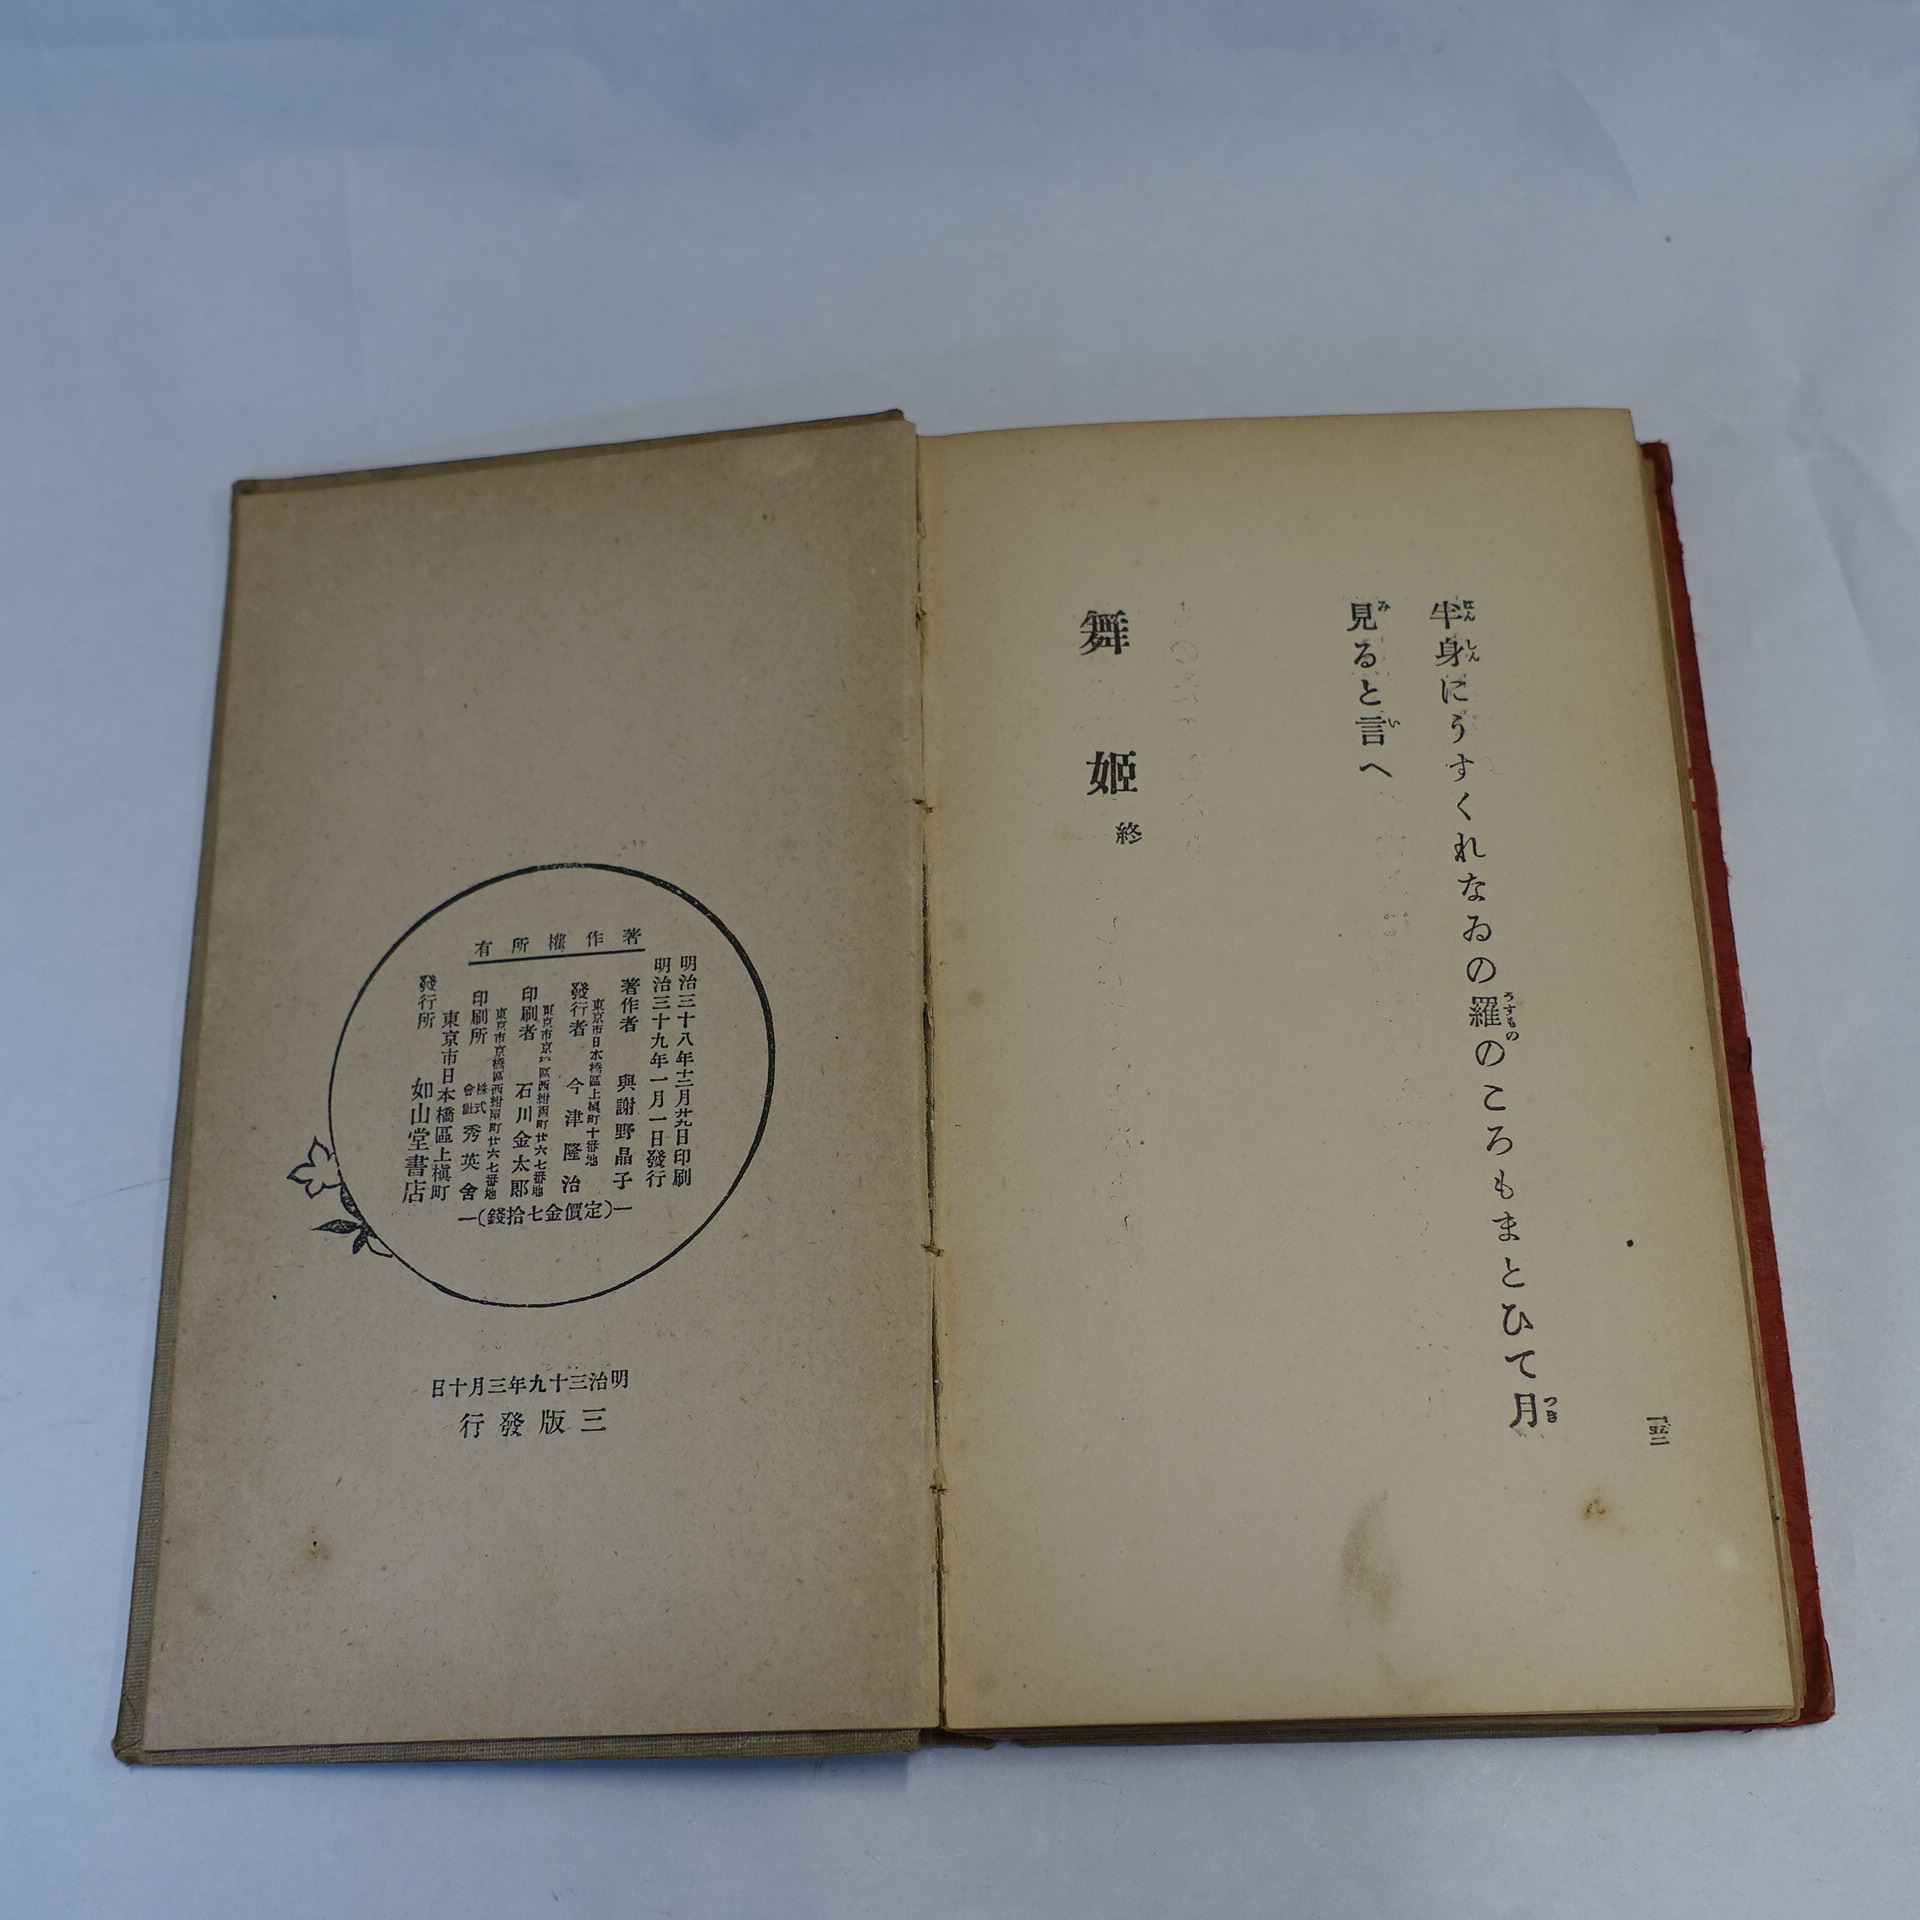 半身にうすくれなゐの羅のころもまとひて月
見ると言へ
舞姫終
一五二
著作權所有
明治三十八年十二月廿九日印刷
明治三十九年一月一日發行
著作者 與謝野晶子
東京市日本橋區上槇町十番地
發行者 今津隆治
東京市京橋區西紺屋町廿六七番地
印刷者 石川金太郎
東京市京橋區西紺屋町廿六七番地
印刷所 株式會社 秀英舍
東京市日本橋區上槇町
發行所 如山堂書店
―(定價金七拾錢)―
明治三十九年三月十日
三版發行